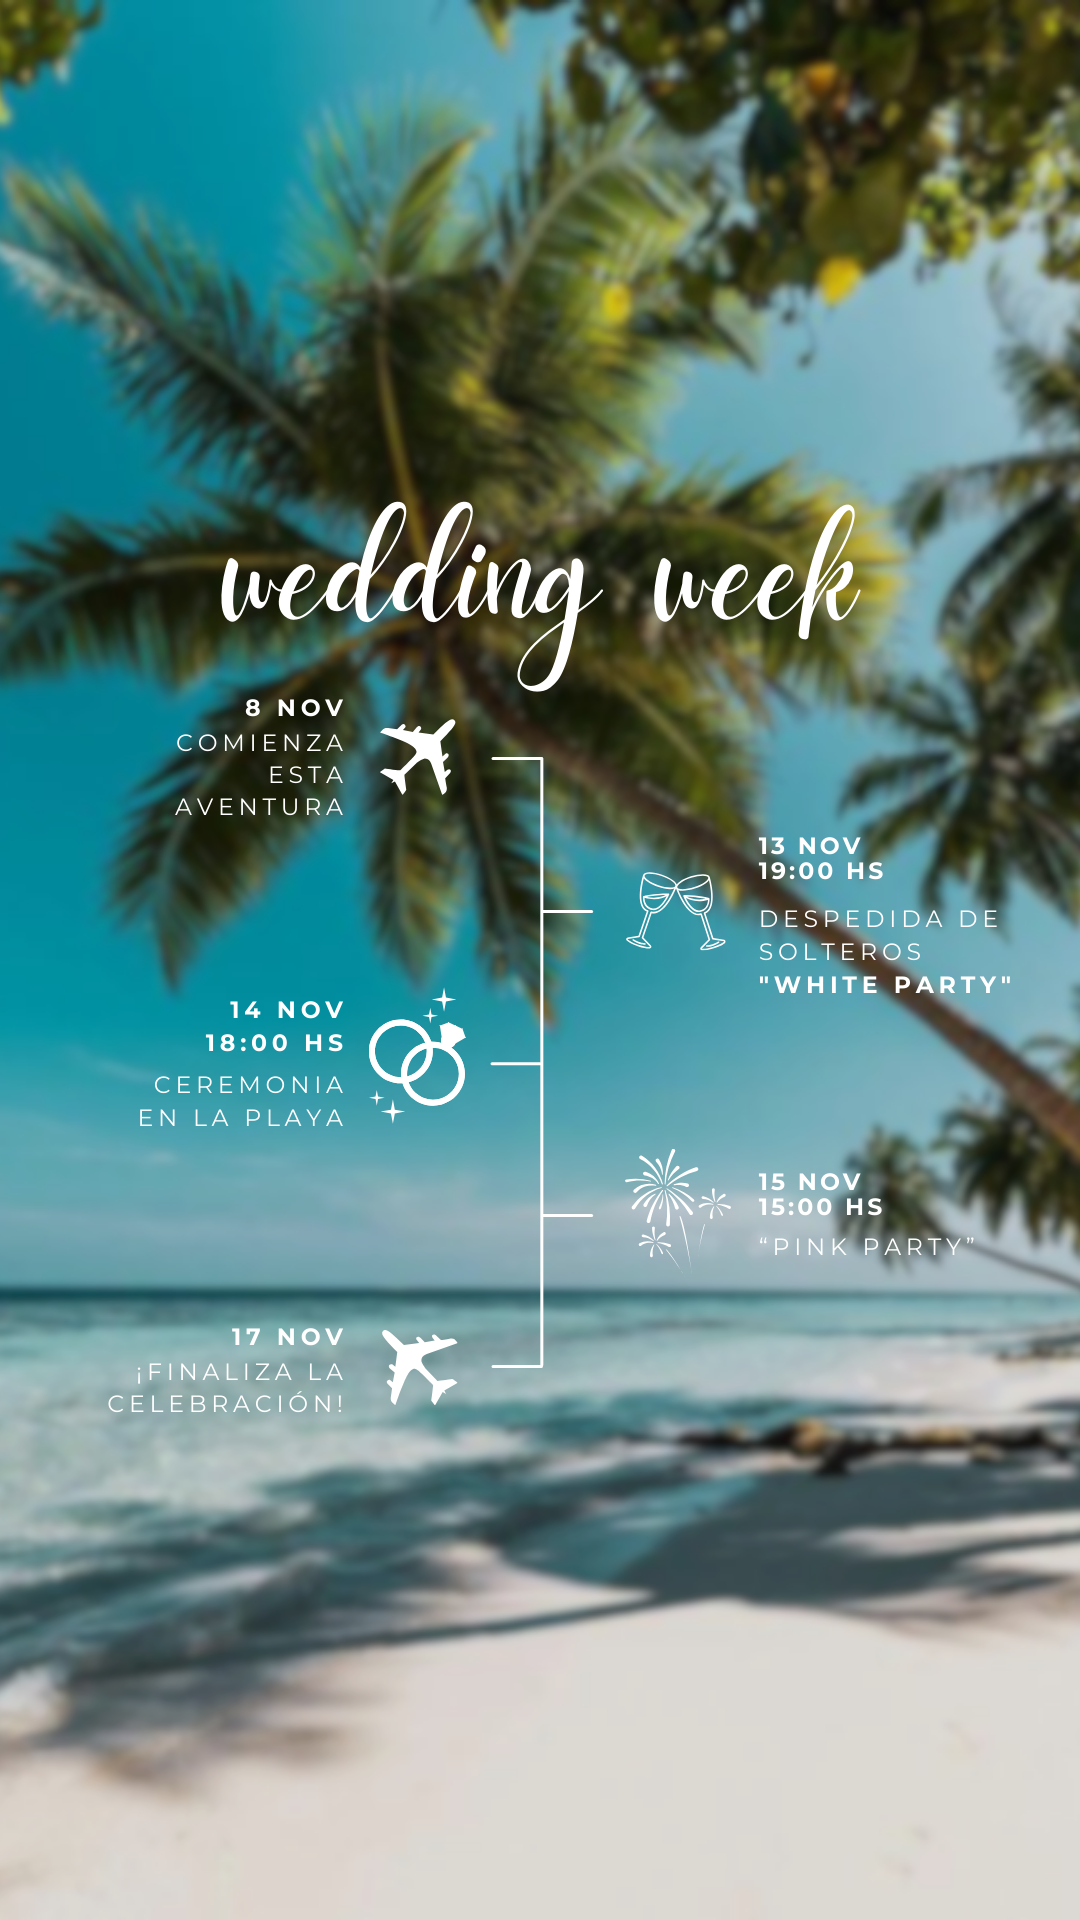 wedding week
8 NOV
COMIENZA
ESTA
AVENTURA
13 NOV
19:00 HS
DESPEDIDA DE
SOLTEROS
"WHITE PARTY"
14 NOV
18:00 HS
CEREMONIA
EN LA PLAYA
15 NOV
15:00 HS
“PINK PARTY”
17 NOV
¡FINALIZA LA
CELEBRACIÓN!